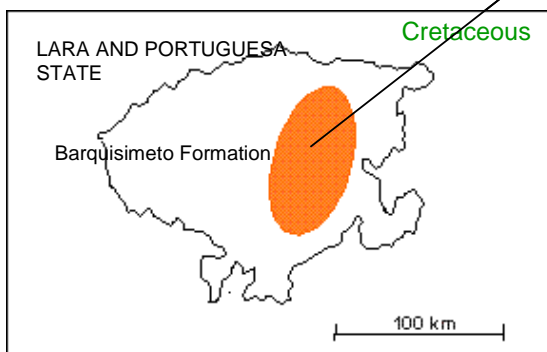 Cretaceous
LARA AND PORTUGUESA
STATE
Barquisimeto Formation
100 km